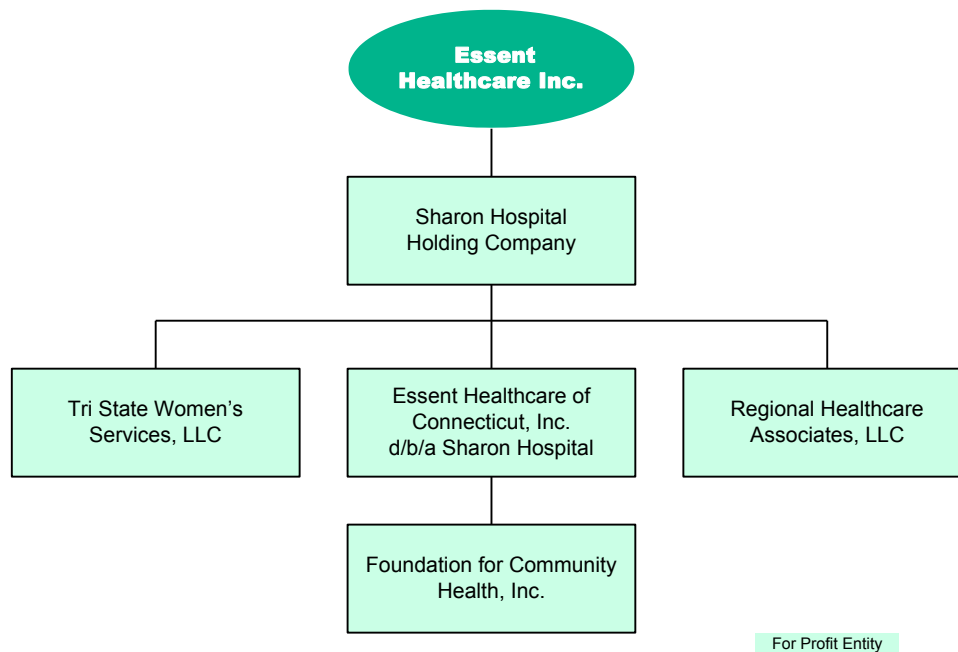 Essent
Healthcare Inc.
Sharon Hospital
Holding Company
Tri State Women’s
Services, LLC
Essent Healthcare of
Connecticut, Inc.
d/b/a Sharon Hospital
Regional Healthcare
Associates, LLC
Foundation for Community
Health, Inc.
For Profit Entity